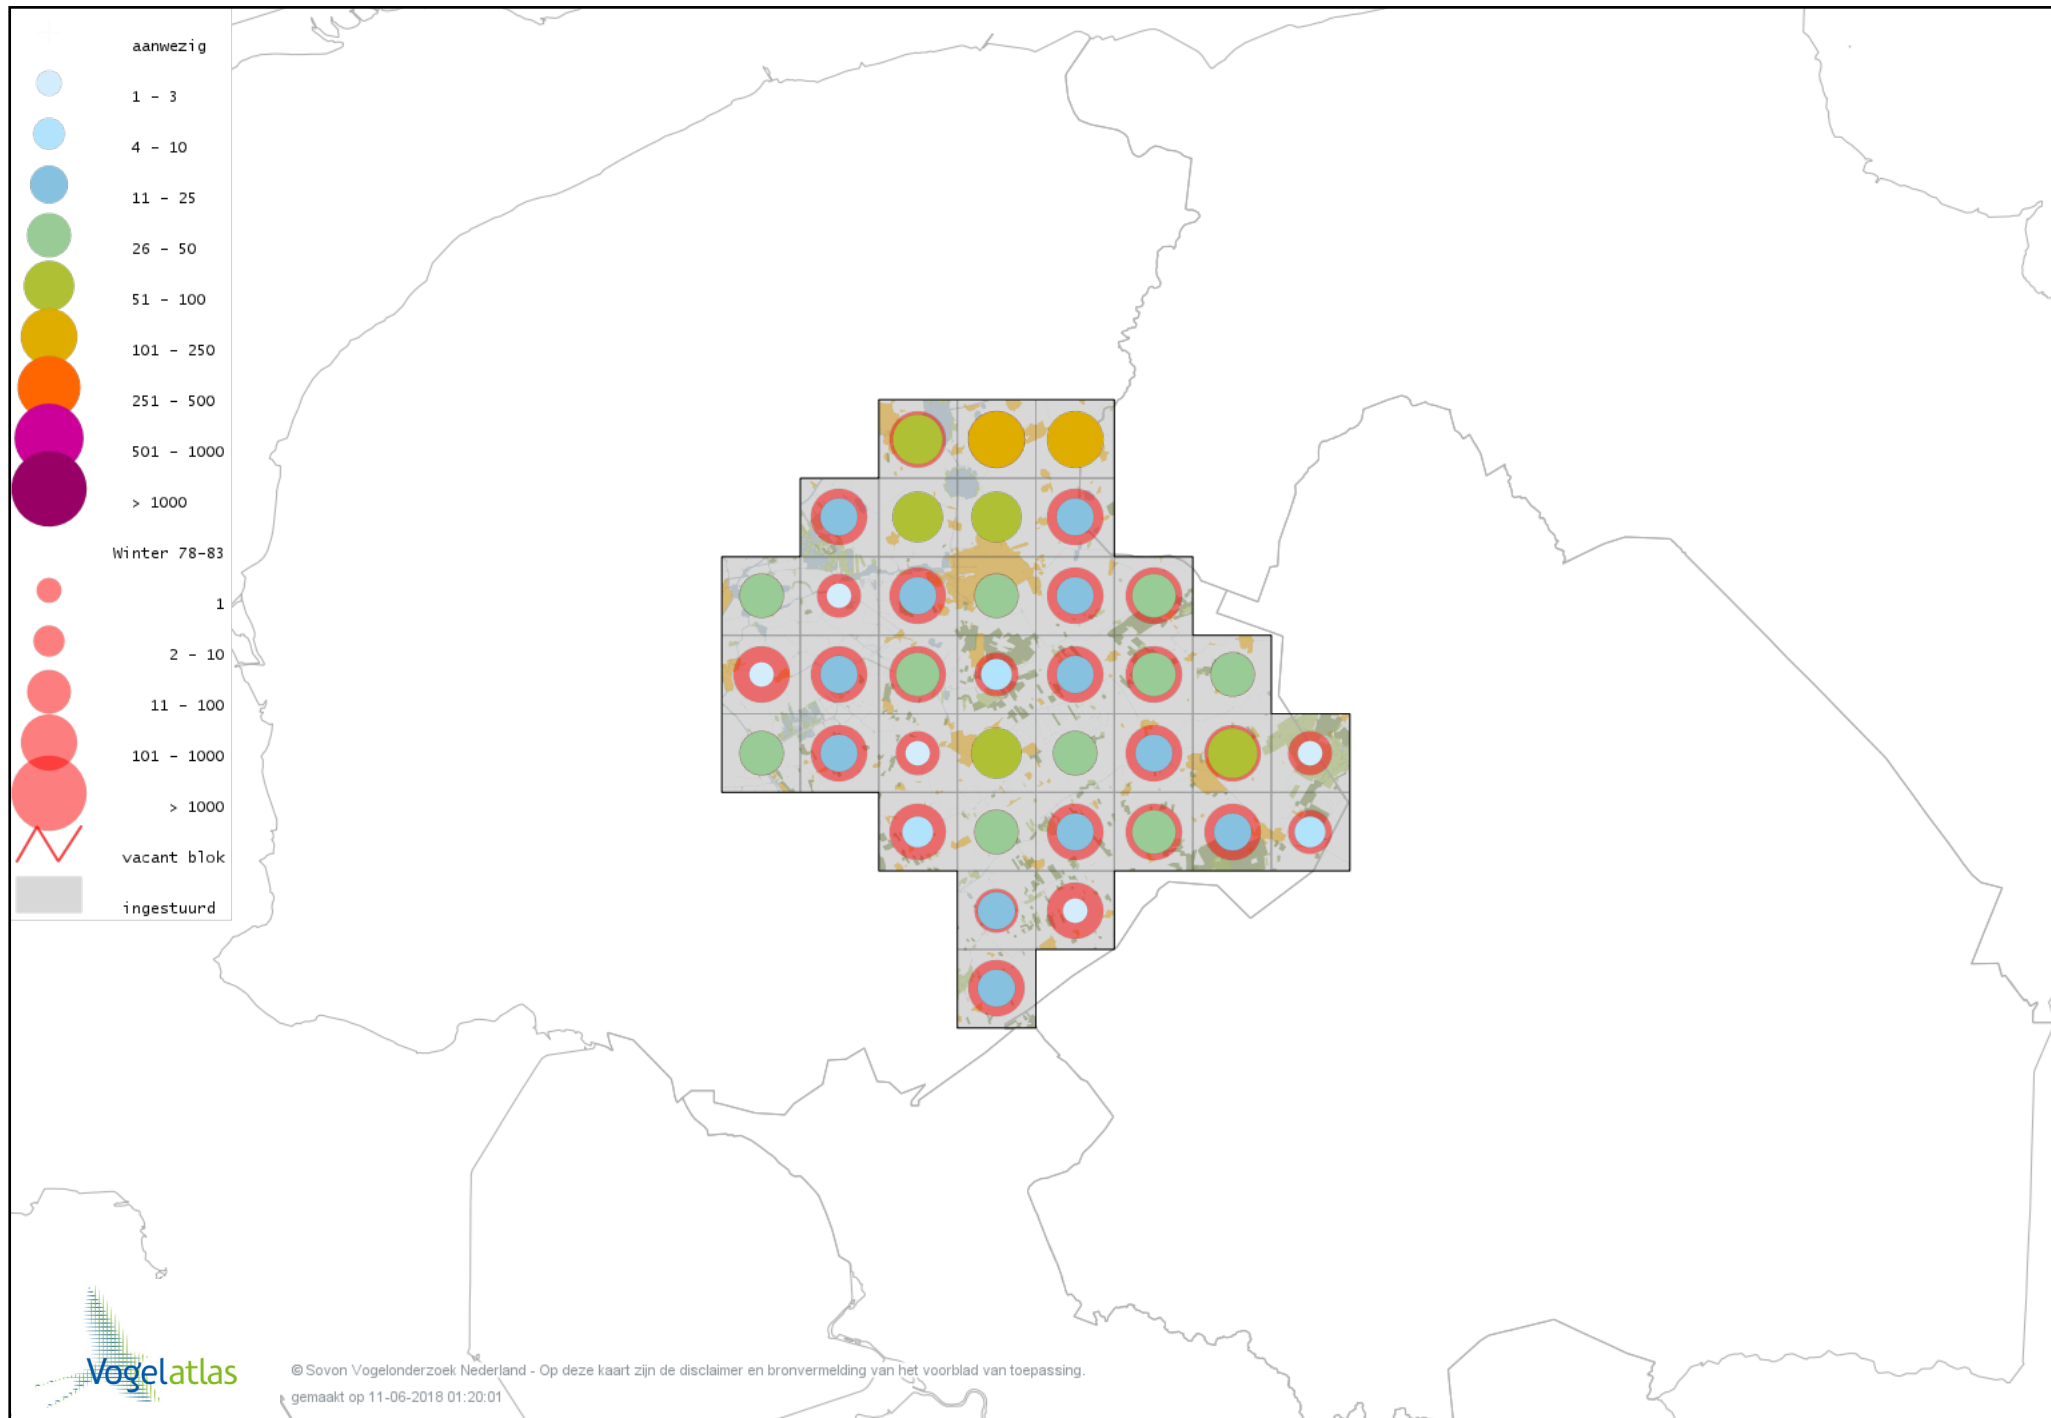 aanwezig
1 - 3
4 - 10
11 - 25
26 - 50
51 - 100
101 - 250
251 - 500
501 - 1000
> 1000
Winter 78-83
1
2 - 10
11 - 100
101 - 1000
> 1000
vacant blok
ingestuurd
Vogelatlas
© Sovon Vogelonderzoek Nederland - Op deze kaart zijn de disclaimer en bronvermelding van het voorblad van toepassing.
gemaakt op 11-06-2018 01:20:01